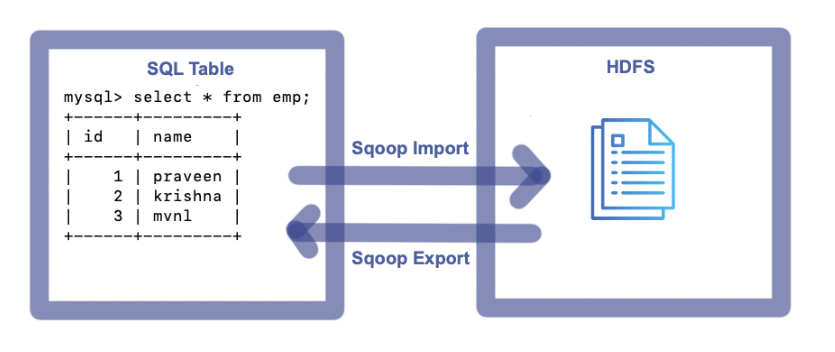 SQL Table
mysql> select * from emp;
+------+---------+
| id   | name    |
+------+---------+
|    1 | praveen |
|    2 | krishna |
|    3 | mvnl    |
+------+---------+
Sqoop Import
Sqoop Export
HDFS